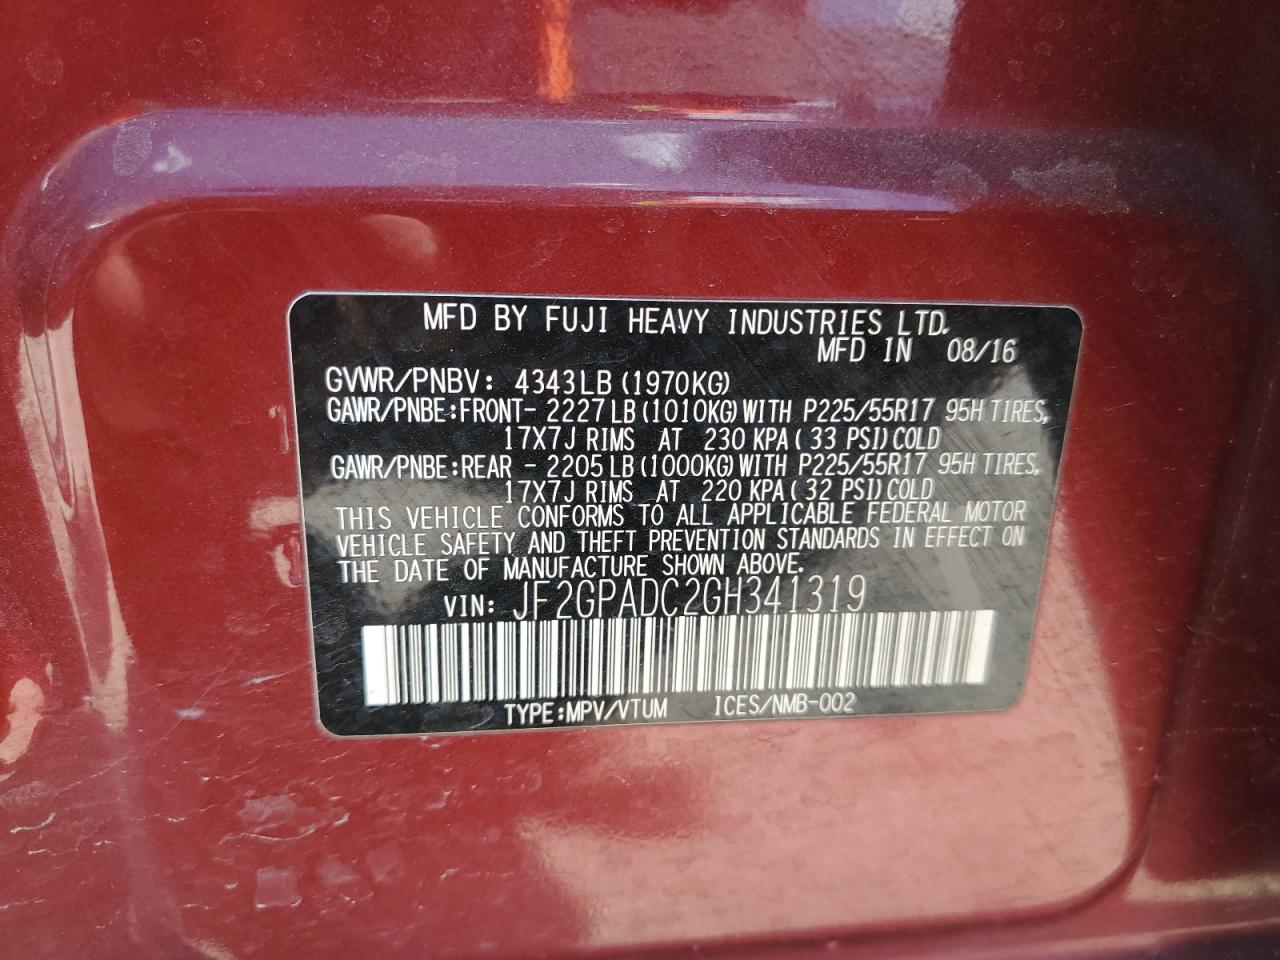 MFD BY FUJI HEAVY INDUSTRIES LTD.
MFD IN 08/16
GVWR/PNBV: 4343LB (1970KG)
GAWR/PNBE:FRONT- 2227 LB (1010KG) WITH P225/55R17 95H TIRES,
17X7J RIMS AT 230 KPA ( 33 PSI) COLD
GAWR/PNBE:REAR - 2205 LB (1000KG) WITH P225/55R17 95H TIRES,
17X7J RIMS AT 220 KPA ( 32 PSI) COLD
THIS VEHICLE CONFORMS TO ALL APPLICABLE FEDERAL MOTOR
VEHICLE SAFETY AND THEFT PREVENTION STANDARDS IN EFFECT ON
THE DATE OF MANUFACTURE SHOWN ABOVE.
VIN: JF2GPADC2GH341319
TYPE:MPV/VTUM ICES/NMB-002